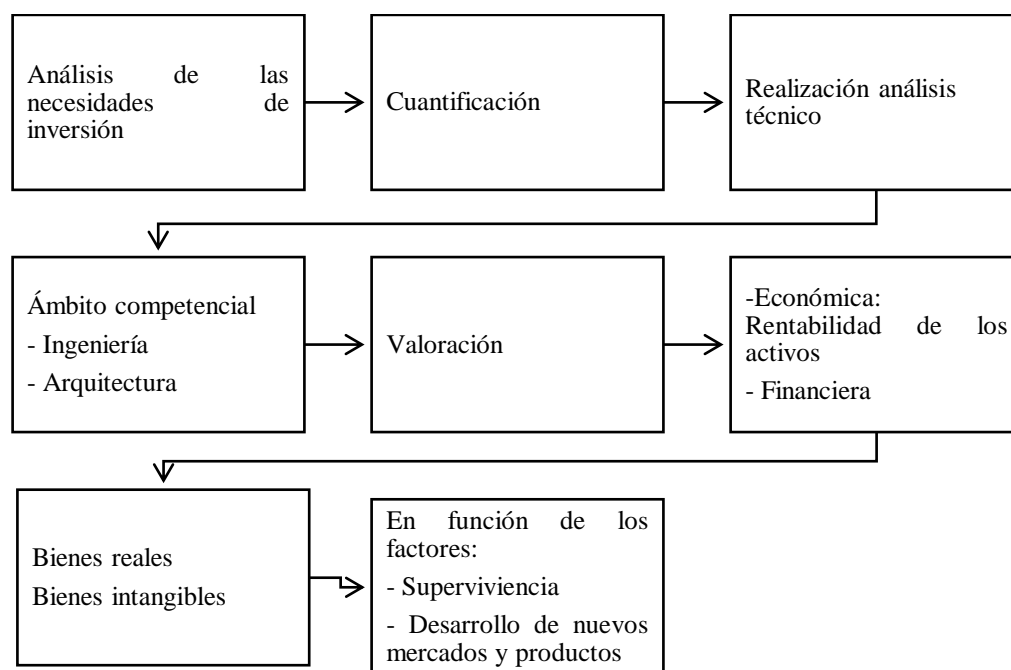 Análisis de las
necesidades de
inversión
Cuantificación
Realización análisis
técnico
Ámbito competencial
- Ingeniería
- Arquitectura
Valoración
-Económica:
Rentabilidad de los
activos
- Financiera
Bienes reales
Bienes intangibles
En función de los
factores:
- Superviviencia
- Desarrollo de nuevos
mercados y productos